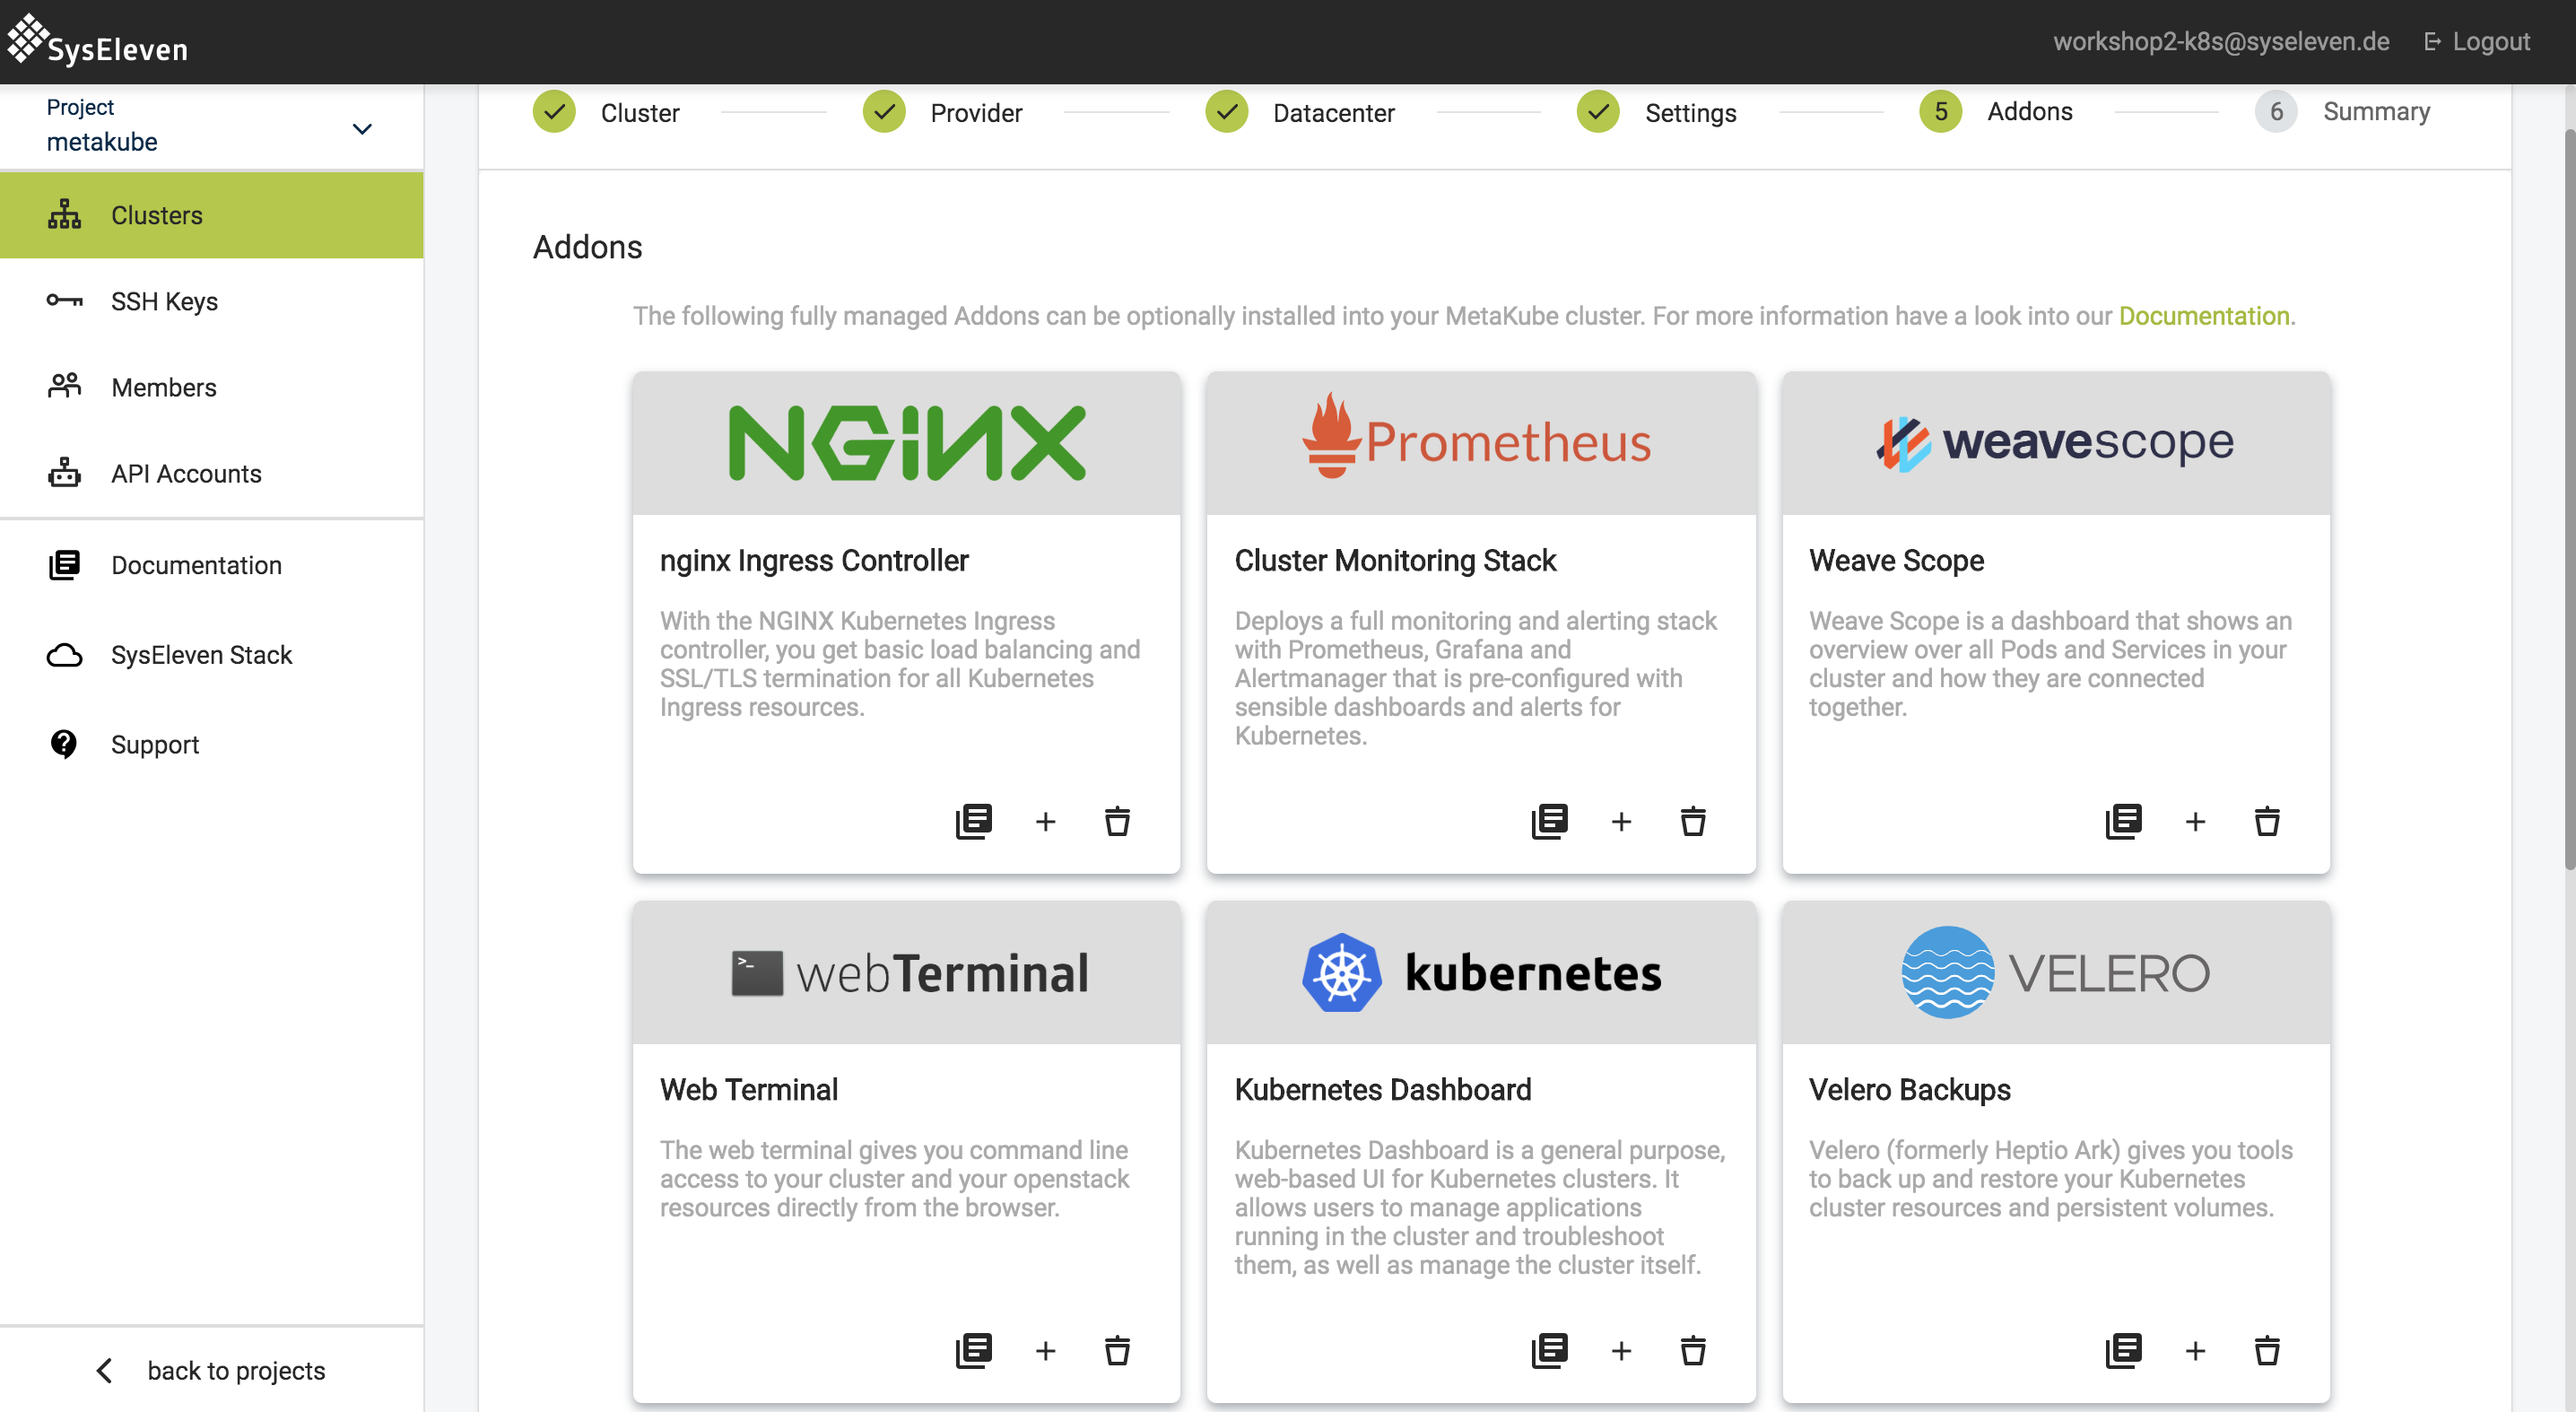 SysEleven
workshop2-k8s@syseleven.de
Logout
Project
metakube
Clusters
SSH Keys
Members
API Accounts
Documentation
SysEleven Stack
Support
back to projects
Cluster
Provider
Datacenter
Settings
5 Addons
6 Summary
Addons
The following fully managed Addons can be optionally installed into your MetaKube cluster. For more information have a look into our Documentation.
NGiNX
nginx Ingress Controller
With the NGINX Kubernetes Ingress
controller, you get basic load balancing and
SSL/TLS termination for all Kubernetes
Ingress resources.
Prometheus
Cluster Monitoring Stack
Deploys a full monitoring and alerting stack
with Prometheus, Grafana and
Alertmanager that is pre-configured with
sensible dashboards and alerts for
Kubernetes.
weavescope
Weave Scope
Weave Scope is a dashboard that shows an
overview over all Pods and Services in your
cluster and how they are connected
together.
>_ webTerminal
Web Terminal
The web terminal gives you command line
access to your cluster and your openstack
resources directly from the browser.
kubernetes
Kubernetes Dashboard
Kubernetes Dashboard is a general purpose,
web-based UI for Kubernetes clusters. It
allows users to manage applications
running in the cluster and troubleshoot
them, as well as manage the cluster itself.
VELERO
Velero Backups
Velero (formerly Heptio Ark) gives you tools
to back up and restore your Kubernetes
cluster resources and persistent volumes.